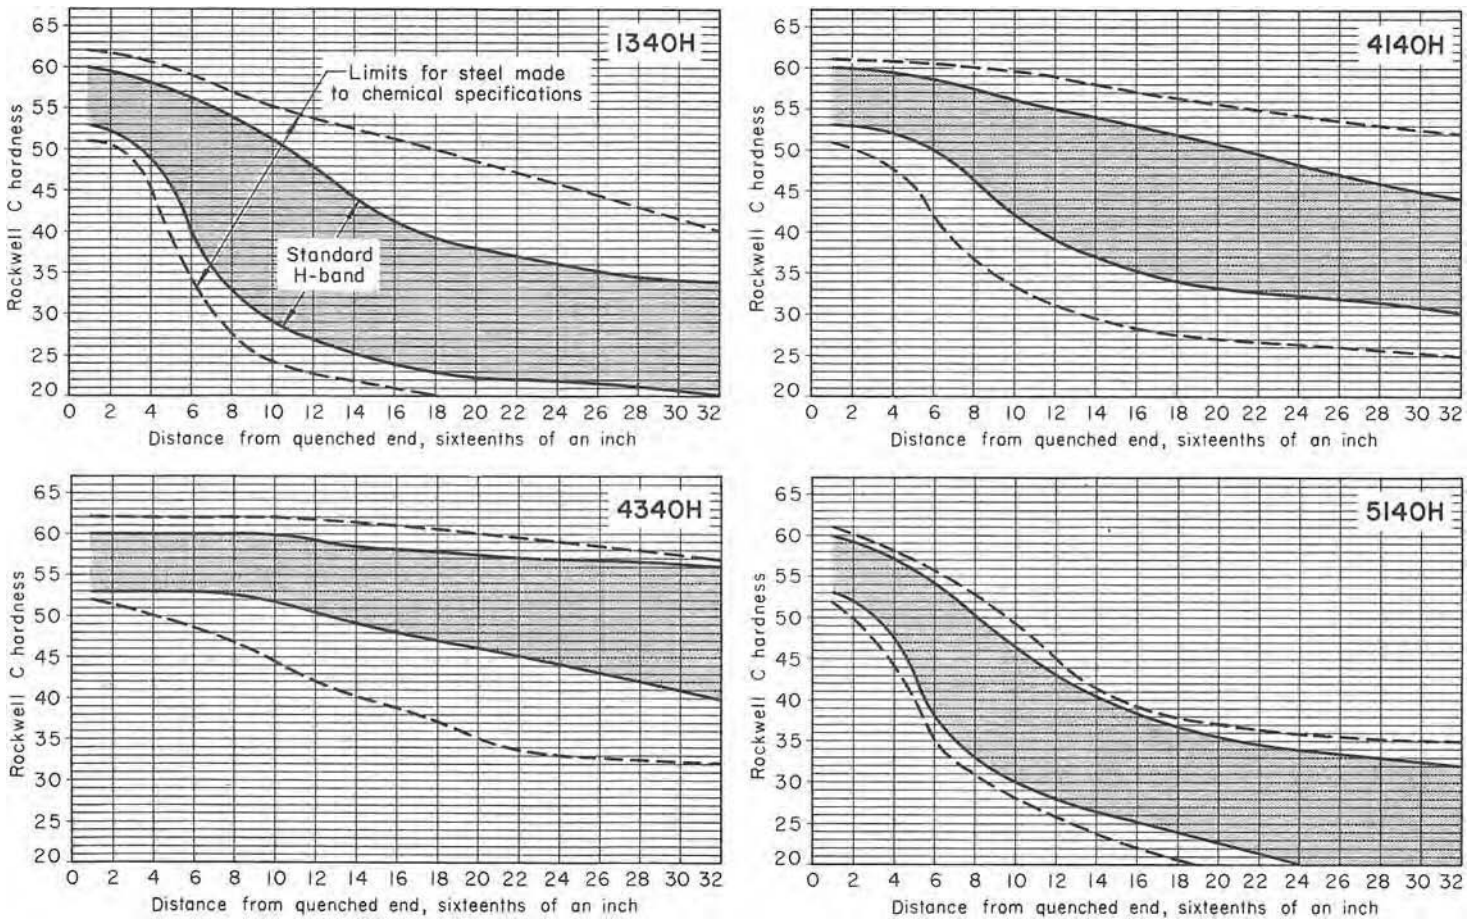 1340H
Rockwell C hardness
65
60
55
50
45
40
35
30
25
20
Limits for steel made
to chemical specifications
Standard
H-band
0 2 4 6 8 10 12 14 16 18 20 22 24 26 28 30 32
Distance from quenched end, sixteenths of an inch
4140H
Rockwell C hardness
65
60
55
50
45
40
35
30
25
20
0 2 4 6 8 10 12 14 16 18 20 22 24 26 28 30 32
Distance from quenched end, sixteenths of an inch
4340H
Rockwell C hardness
65
60
55
50
45
40
35
30
25
20
0 2 4 6 8 10 12 14 16 18 20 22 24 26 28 30 32
Distance from quenched end, sixteenths of an inch
5140H
Rockwell C hardness
65
60
55
50
45
40
35
30
25
20
0 2 4 6 8 10 12 14 16 18 20 22 24 26 28 30 32
Distance from quenched end, sixteenths of an inch